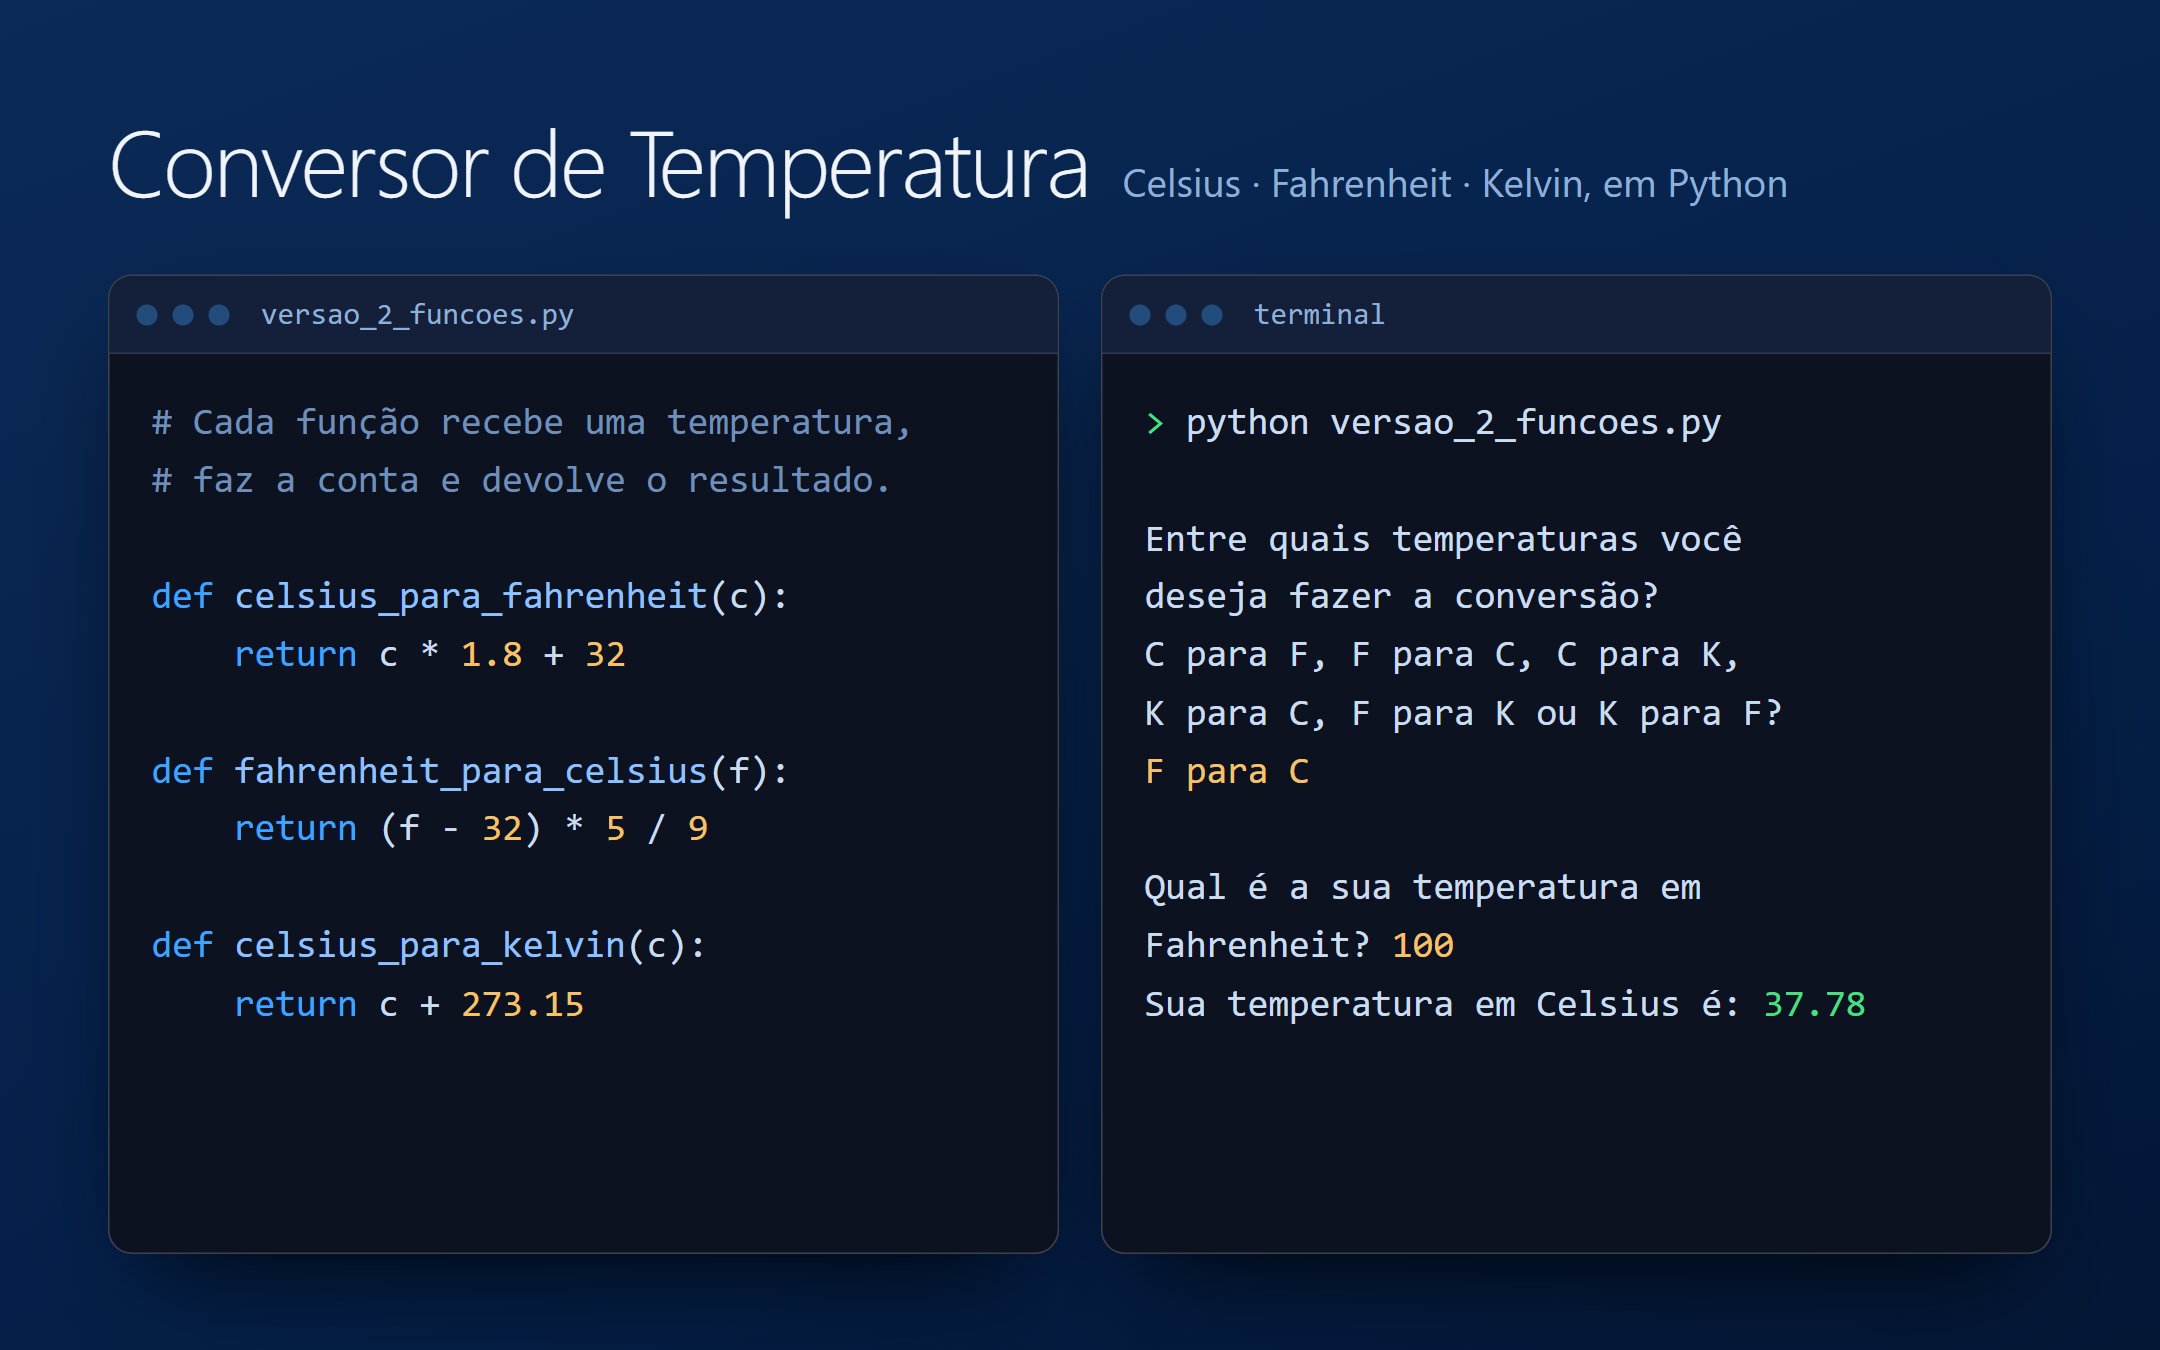 Conversor de Temperatura Celsius · Fahrenheit · Kelvin, em Python
versao_2_funcoes.py
# Cada função recebe uma temperatura,
# faz a conta e devolve o resultado.
def celsius_para_fahrenheit(c):
    return c * 1.8 + 32
def fahrenheit_para_celsius(f):
    return (f - 32) * 5 / 9
def celsius_para_kelvin(c):
    return c + 273.15
terminal
> python versao_2_funcoes.py
Entre quais temperaturas você
deseja fazer a conversão?
C para F, F para C, C para K,
K para C, F para K ou K para F?
F para C
Qual é a sua temperatura em
Fahrenheit? 100
Sua temperatura em Celsius é: 37.78